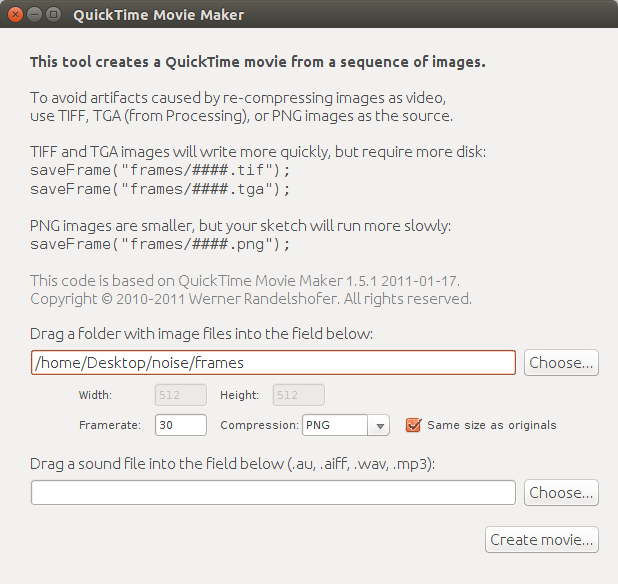 QuickTime Movie Maker
This tool creates a QuickTime movie from a sequence of images.
To avoid artifacts caused by re-compressing images as video,
use TIFF, TGA (from Processing), or PNG images as the source.
TIFF and TGA images will write more quickly, but require more disk:
saveFrame("frames/####.tif");
saveFrame("frames/####.tga");
PNG images are smaller, but your sketch will run more slowly:
saveFrame("frames/####.png");
This code is based on QuickTime Movie Maker 1.5.1 2011-01-17.
Copyright © 2010-2011 Werner Randelshofer. All rights reserved.
Drag a folder with image files into the field below:
/home/Desktop/noise/frames Choose...
Width: 512 Height: 512
Framerate: 30 Compression: PNG Same size as originals
Drag a sound file into the field below (.au, .aiff, .wav, .mp3):
Choose...
Create movie...